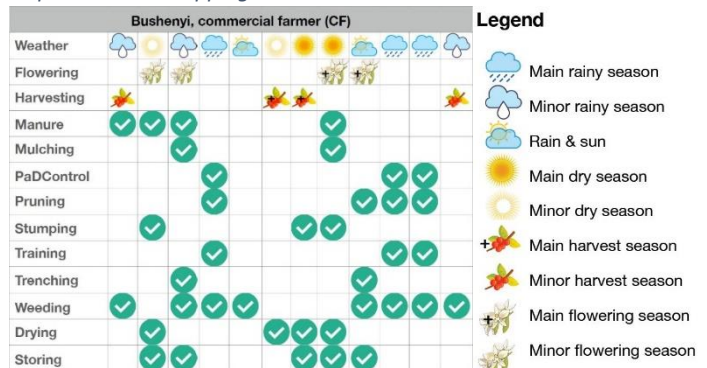 Bushenyi, commercial farmer (CF)
Weather
Flowering
Harvesting
Manure
Mulching
PaDControl
Pruning
Stumping
Training
Trenching
Weeding
Drying
Storing
Legend
Main rainy season
Minor rainy season
Rain & sun
Main dry season
Minor dry season
+ Main harvest season
Minor harvest season
+ Main flowering season
Minor flowering season